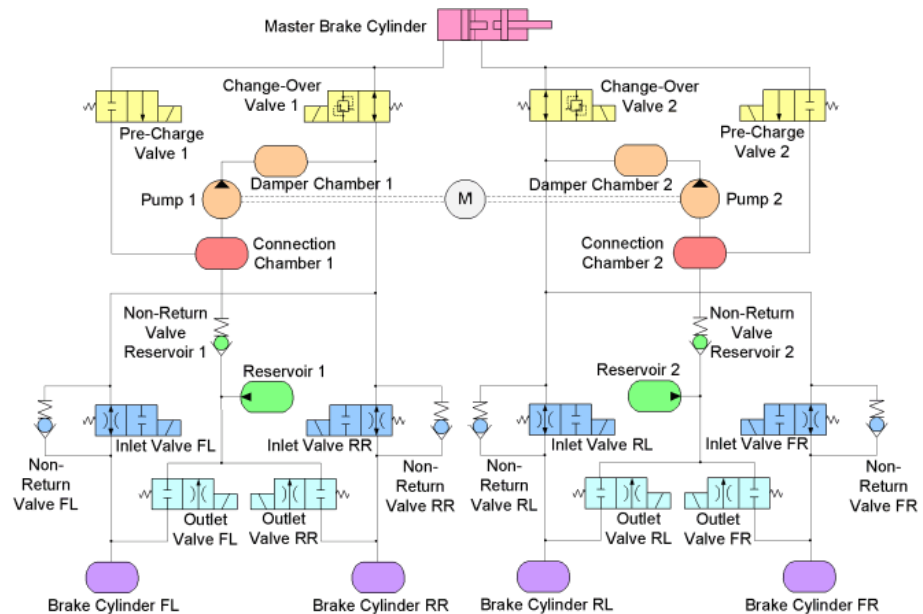 Master Brake Cylinder
Change-Over
Valve 1
Change-Over
Valve 2
Pre-Charge
Valve 1
Pre-Charge
Valve 2
Damper Chamber 1
Damper Chamber 2
Pump 1
M
Pump 2
Connection
Chamber 1
Connection
Chamber 2
Non-Return
Valve
Reservoir 1
Non-Return
Valve
Reservoir 2
Reservoir 1
Reservoir 2
Inlet Valve FL
Inlet Valve RR
Inlet Valve RL
Inlet Valve FR
Non-
Return
Valve FL
Non-
Return
Valve RR
Non-
Return
Valve RL
Non-
Return
Valve FR
Outlet
Valve FL
Outlet
Valve RR
Outlet
Valve RL
Outlet
Valve FR
Brake Cylinder FL
Brake Cylinder RR
Brake Cylinder RL
Brake Cylinder FR